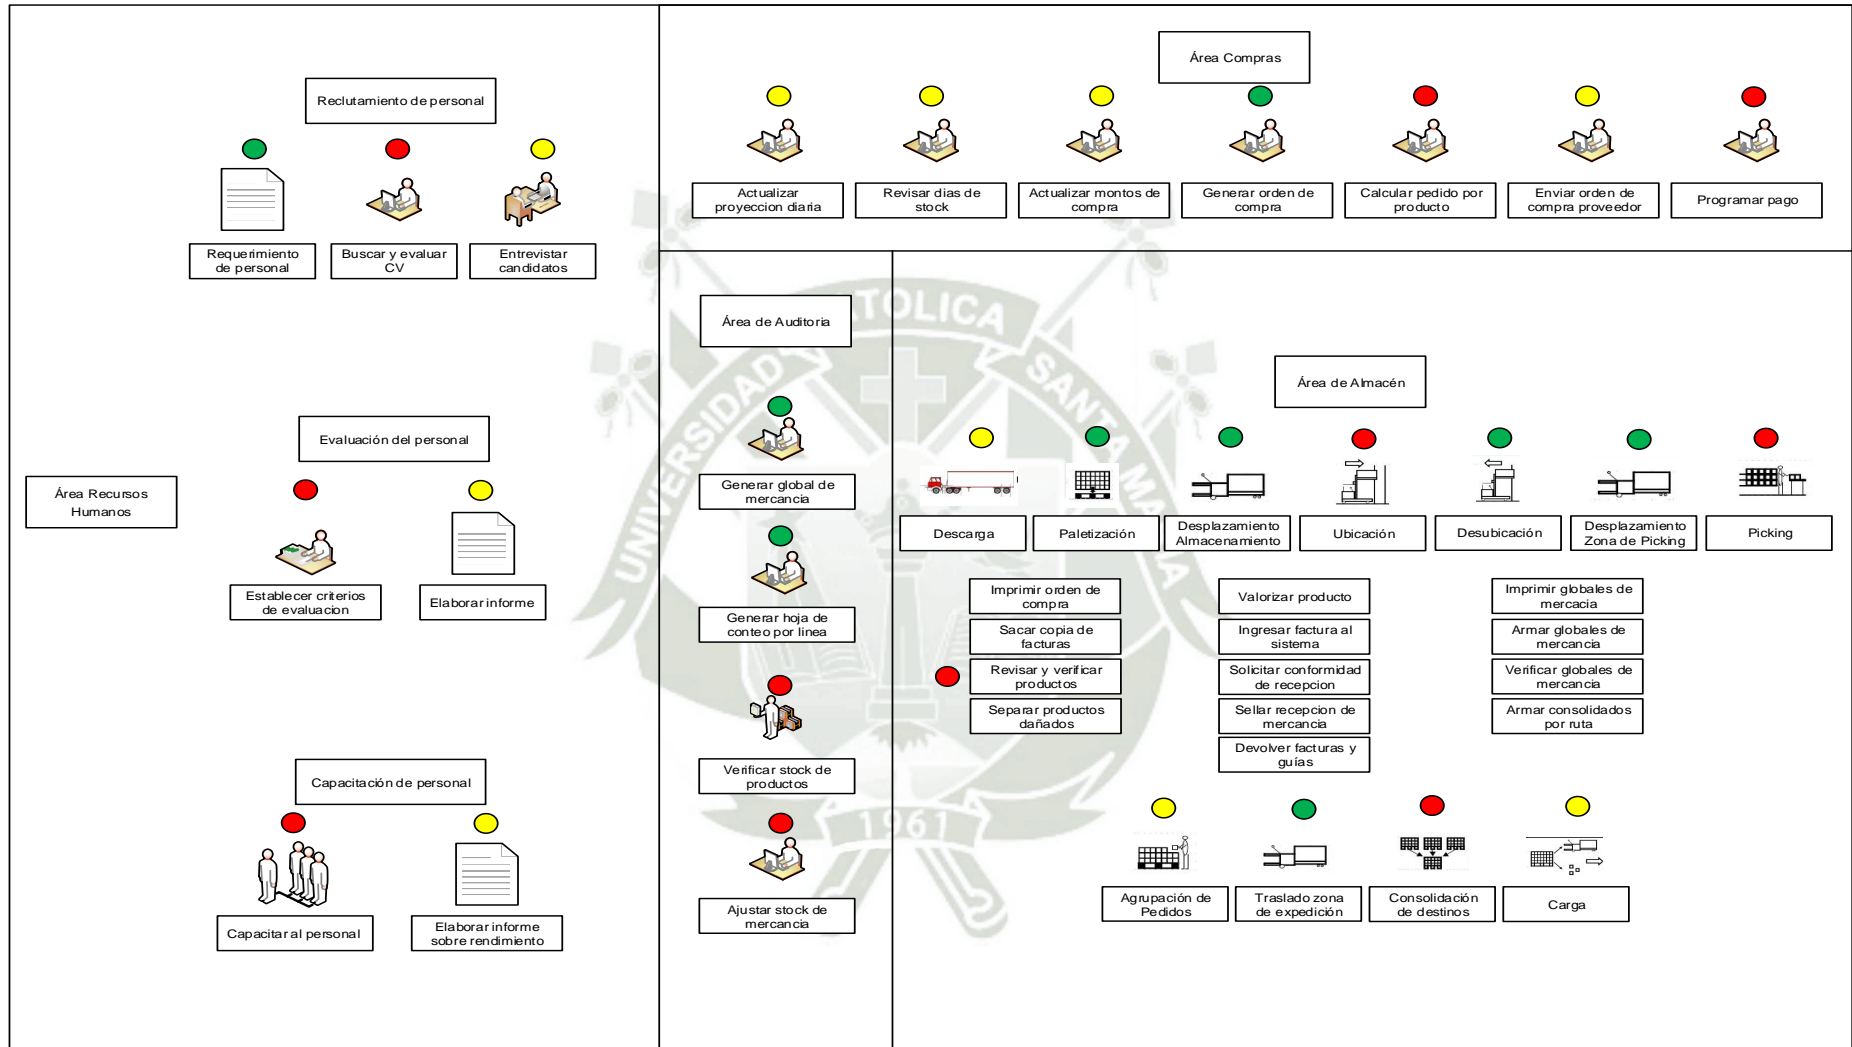 Área Compras
Actualizar
proyeccion diaria
Revisar dias de
stock
Actualizar montos de
compra
Generar orden de
compra
Calcular pedido por
producto
Enviar orden de
compra proveedor
Programar pago
Reclutamiento de personal
Requerimiento
de personal
Buscar y evaluar
CV
Entrevistar
candidatos
Área Recursos
Humanos
Evaluación del personal
Establecer criterios
de evaluacion
Elaborar informe
Capacitación de personal
Capacitar al personal
Elaborar informe
sobre rendimiento
Área de Auditoria
Generar global de
mercancia
Generar hoja de
conteo por linea
Verificar stock de
productos
Ajustar stock de
mercancia
Área de Almacén
Descarga
Paletización
Desplazamiento
Almacenamiento
Ubicación
Desubicación
Desplazamiento
Zona de Picking
Picking
Imprimir orden de
compra
Sacar copia de
facturas
Revisar y verificar
productos
Separar productos
dañados
Valorizar producto
Ingresar factura al
sistema
Solicitar conformidad
de recepcion
Sellar recepcion de
mercancia
Devolver facturas y
guías
Imprimir globales de
mercacia
Armar globales de
mercancia
Verificar globales de
mercancia
Armar consolidados
por ruta
Agrupación de
Pedidos
Traslado zona
de expedición
Consolidación
de destinos
Carga
UNIVERSIDAD CATOLICA SANTA MARIA
1961